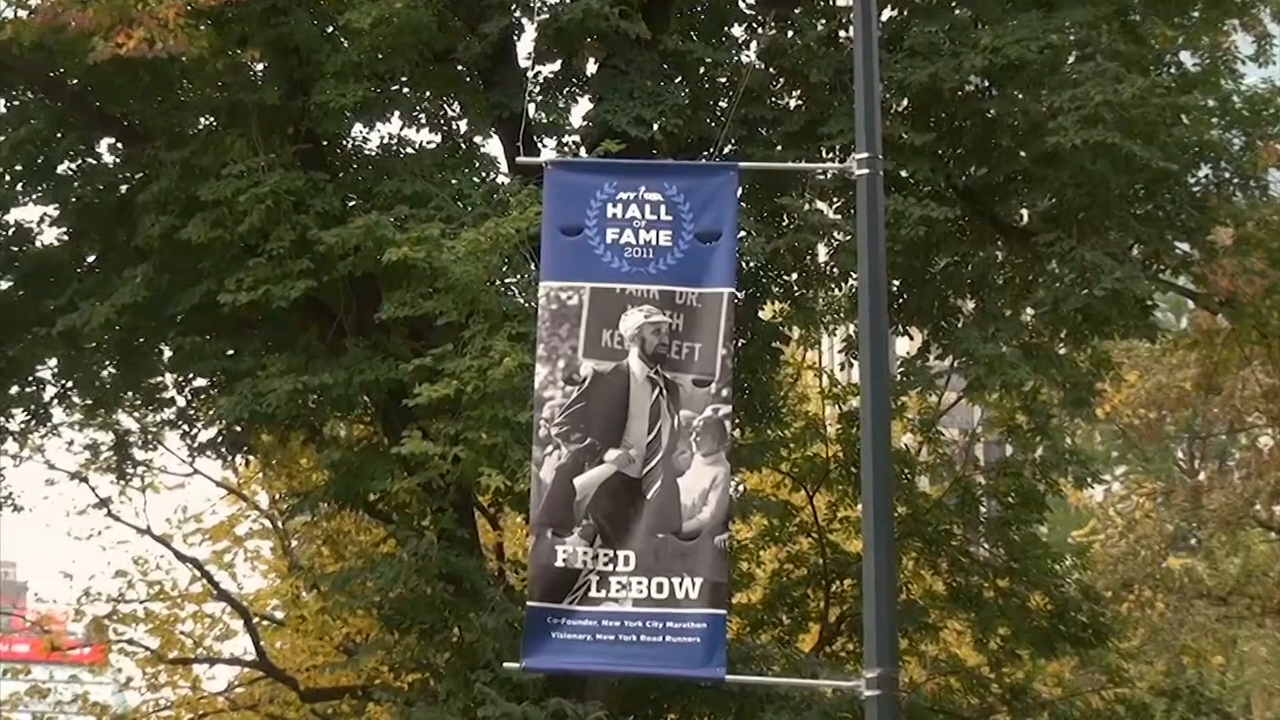 HALL
OF
FAME
2011
PARK DR.
KEEP LEFT
FRED
LEBOW
Co-Founder, New York City Marathon
Visionary, New York Road Runners